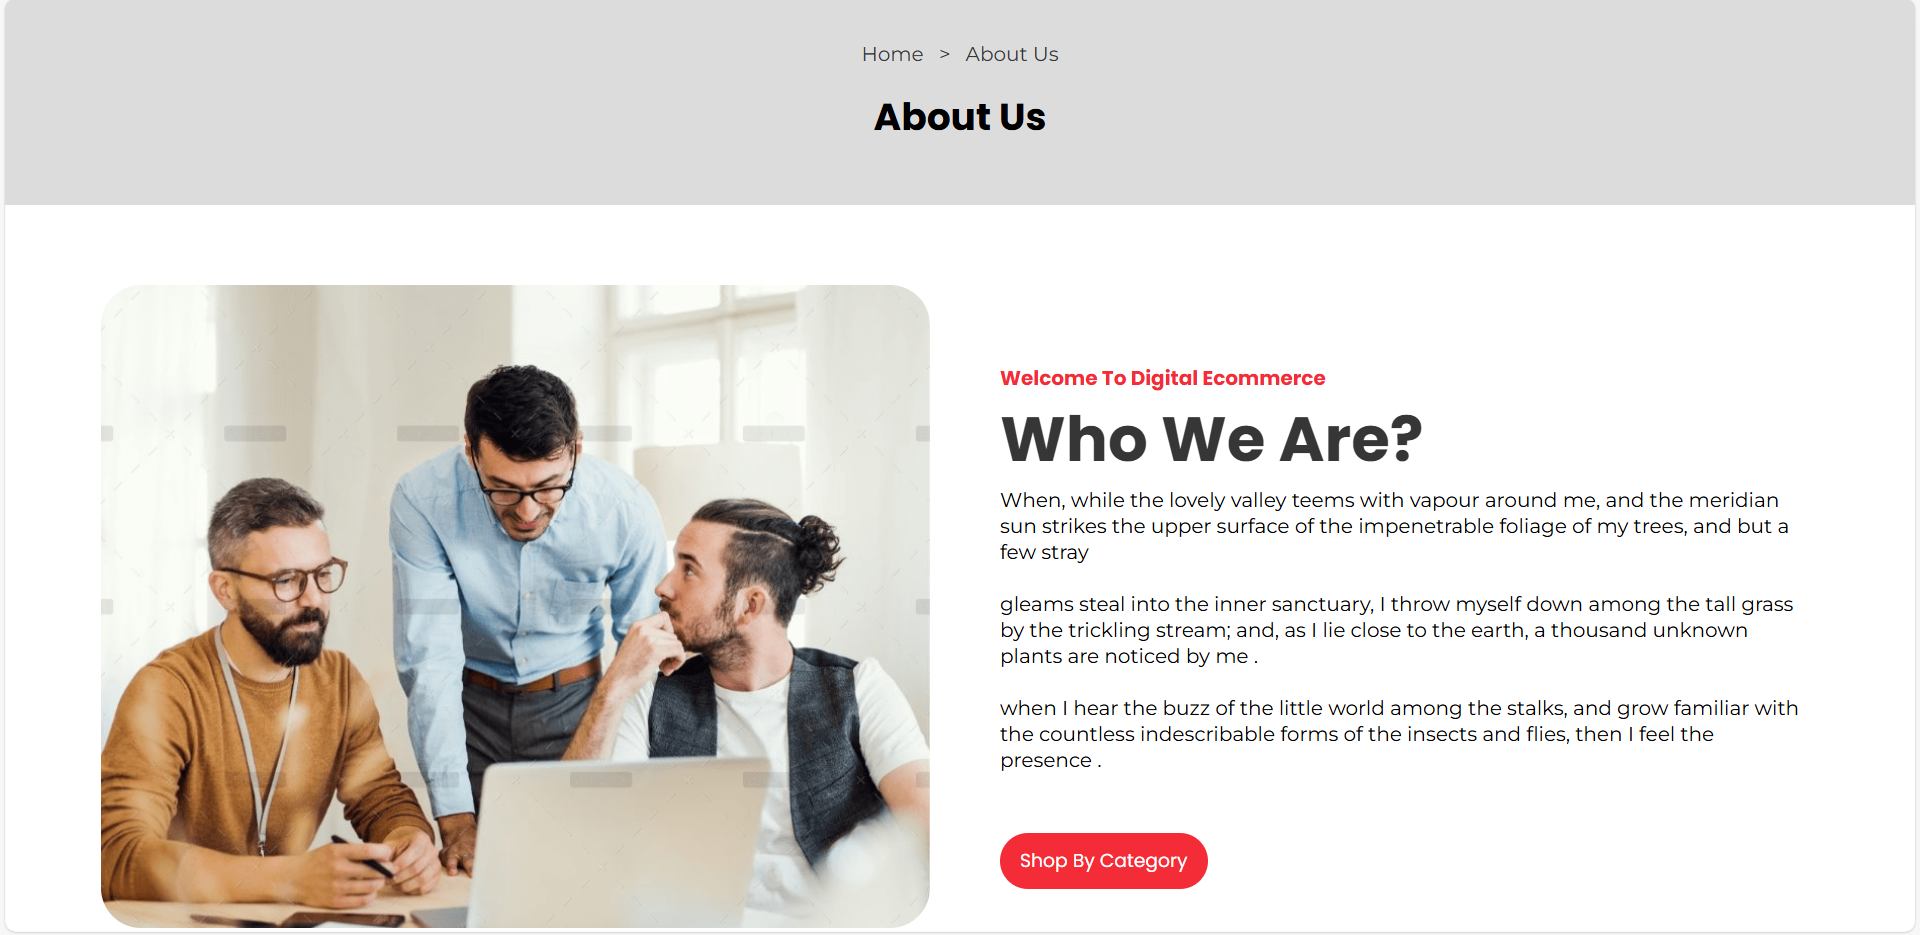 Home > About Us
About Us
Welcome To Digital Ecommerce
Who We Are?
When, while the lovely valley teems with vapour around me, and the meridian
sun strikes the upper surface of the impenetrable foliage of my trees, and but a
few stray
gleams steal into the inner sanctuary, I throw myself down among the tall grass
by the trickling stream; and, as I lie close to the earth, a thousand unknown
plants are noticed by me .
when I hear the buzz of the little world among the stalks, and grow familiar with
the countless indescribable forms of the insects and flies, then I feel the
presence .
Shop By Category